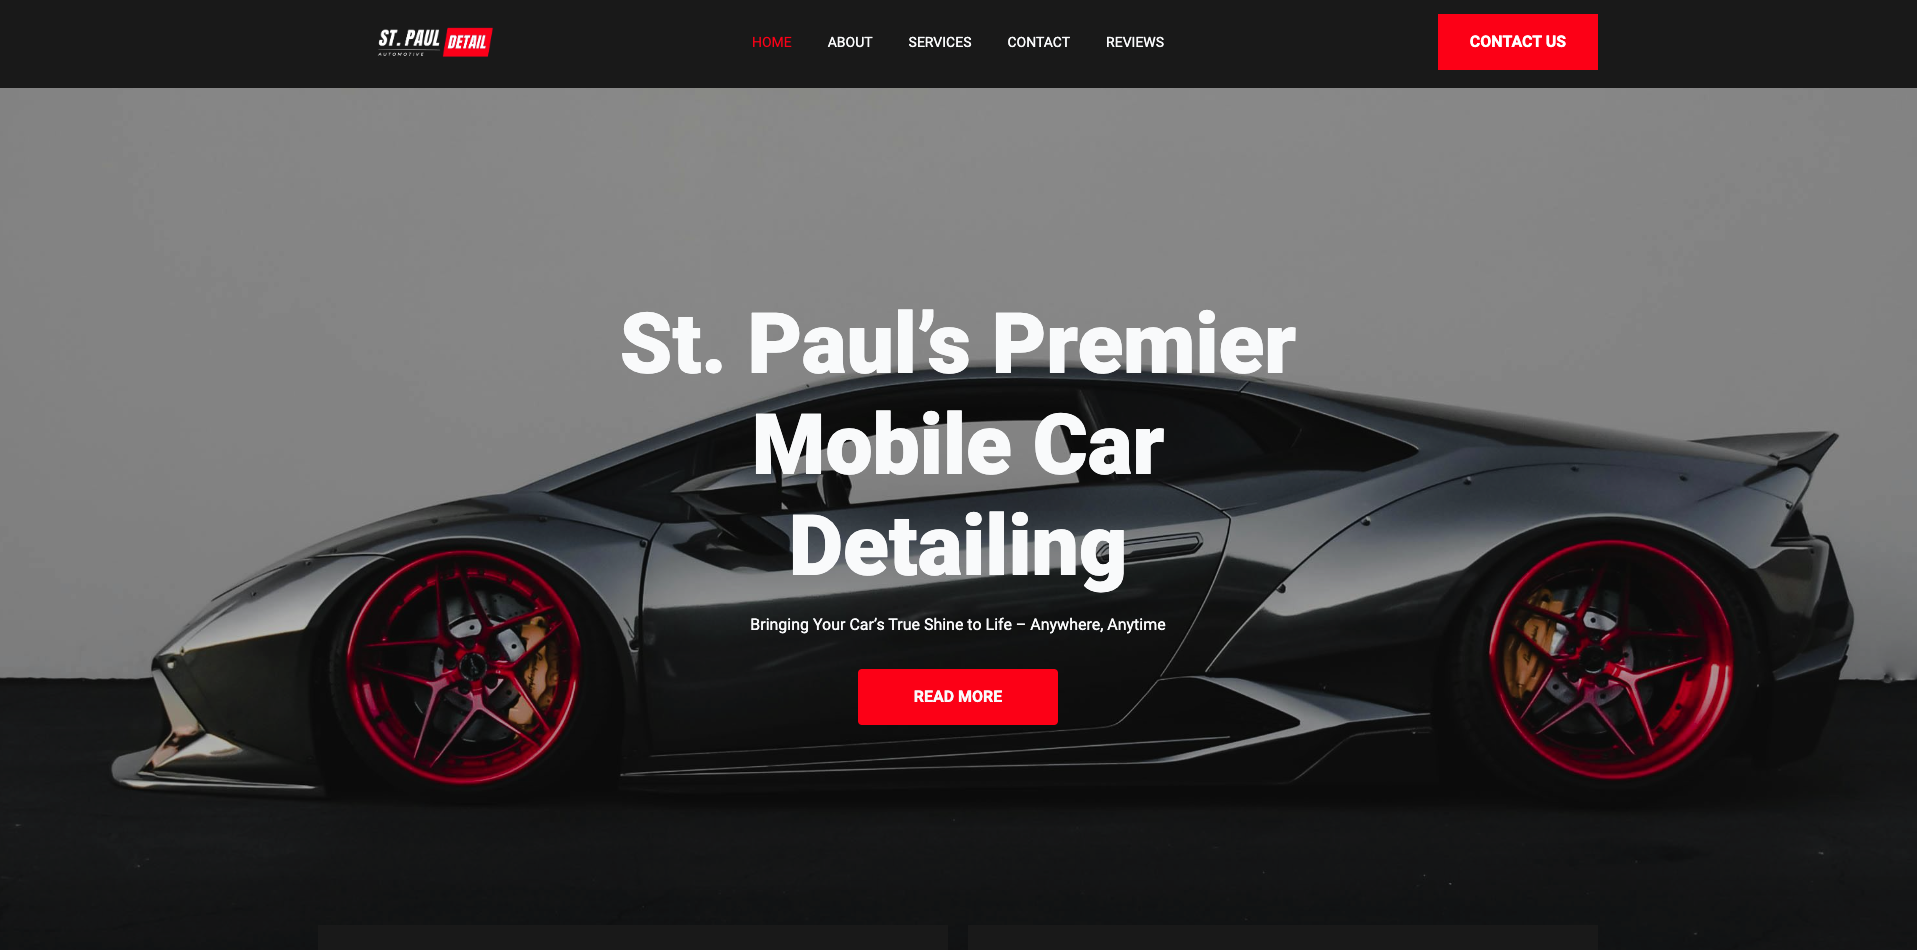 ST. PAUL DETAIL
AUTOMOTIVE
HOME ABOUT SERVICES CONTACT REVIEWS
CONTACT US
St. Paul’s Premier
Mobile Car
Detailing
Bringing Your Car’s True Shine to Life – Anywhere, Anytime
READ MORE